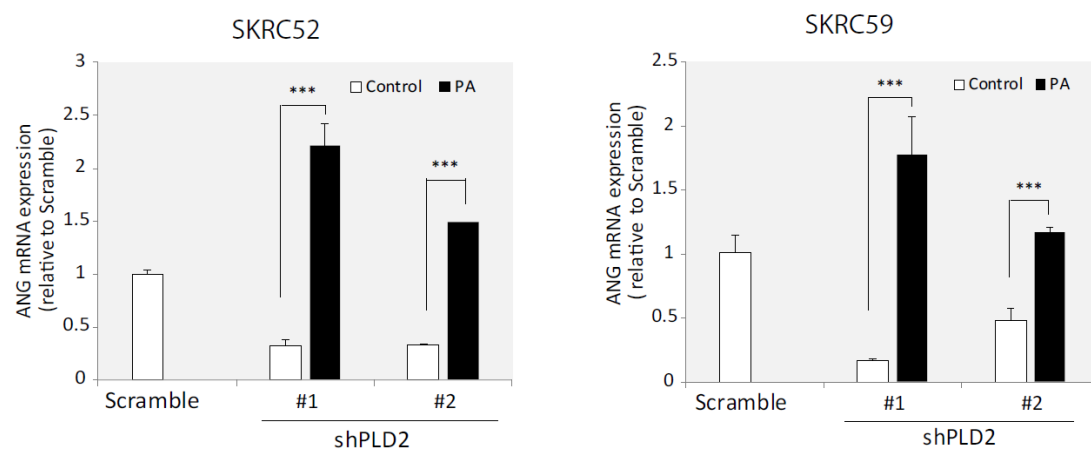 SKRC52
ANG mRNA expression
(relative to Scramble)
3
2.5
2
1.5
1
0.5
0
Control PA
***
***
Scramble #1 #2
shPLD2
SKRC59
ANG mRNA expression
( relative to Scramble)
2.5
2
1.5
1
0.5
0
Control PA
***
***
Scramble #1 #2
shPLD2